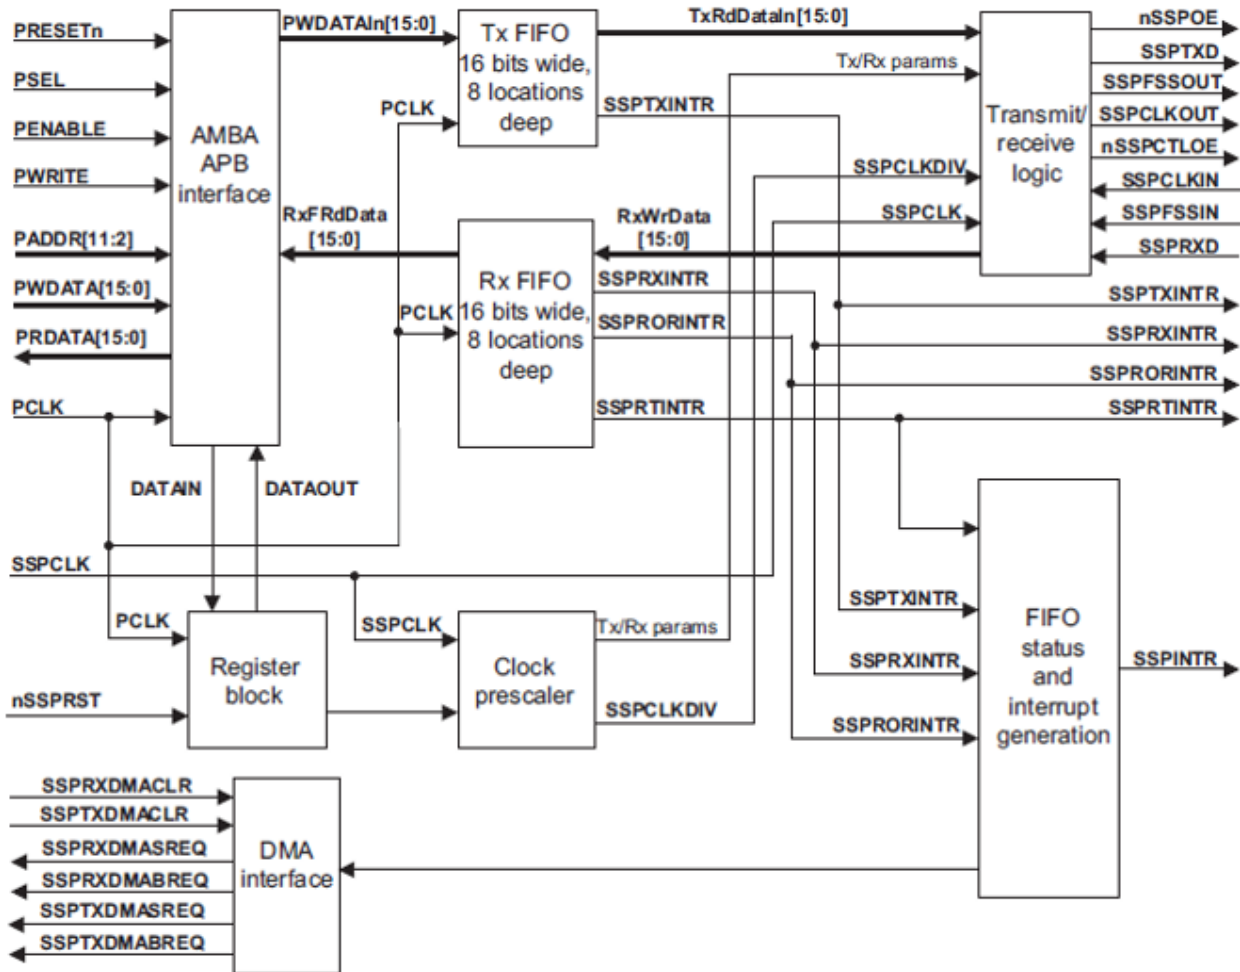 PRESETn
PSEL
PENABLE
PWRITE
PADDR[11:2]
PWDATA[15:0]
PRDATA[15:0]
PCLK
AMBA
APB
interface
PWDATAIn[15:0]
PCLK
RxFRdData
[15:0]
PCLK
Tx FIFO
16 bits wide,
8 locations
deep
Rx FIFO
16 bits wide,
8 locations
deep
TxRdDataIn[15:0]
Tx/Rx params
SSPTXINTR
SSPCLKDIV
SSPCLK
RxWrData
[15:0]
SSPRXINTR
SSPRORINTR
SSPRTINTR
Transmit/
receive
logic
nSSPOE
SSPTXD
SSPFSSOUT
SSPCLKOUT
nSSPCTLOE
SSPCLKIN
SSPFSSIN
SSPRXD
SSPTXINTR
SSPRXINTR
SSPRORINTR
SSPRTINTR
DATAIN
DATAOUT
SSPCLK
PCLK
nSSPRST
Register
block
SSPCLK
Clock
prescaler
Tx/Rx params
SSPCLKDIV
SSPTXINTR
SSPRXINTR
SSPRORINTR
FIFO
status
and
interrupt
generation
SSPINTR
SSPRXDMACLR
SSPTXDMACLR
SSPRXDMASREQ
SSPRXDMABREQ
SSPTXDMASREQ
SSPTXDMABREQ
DMA
interface